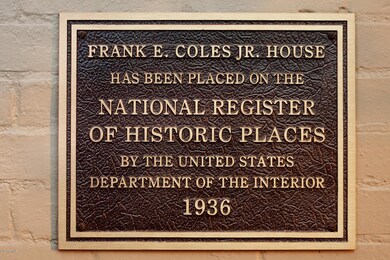 FRANK E. COLES JR. HOUSE
HAS BEEN PLACED ON THE
NATIONAL REGISTER
OF HISTORIC PLACES
BY THE UNITED STATES
DEPARTMENT OF THE INTERIOR
1936